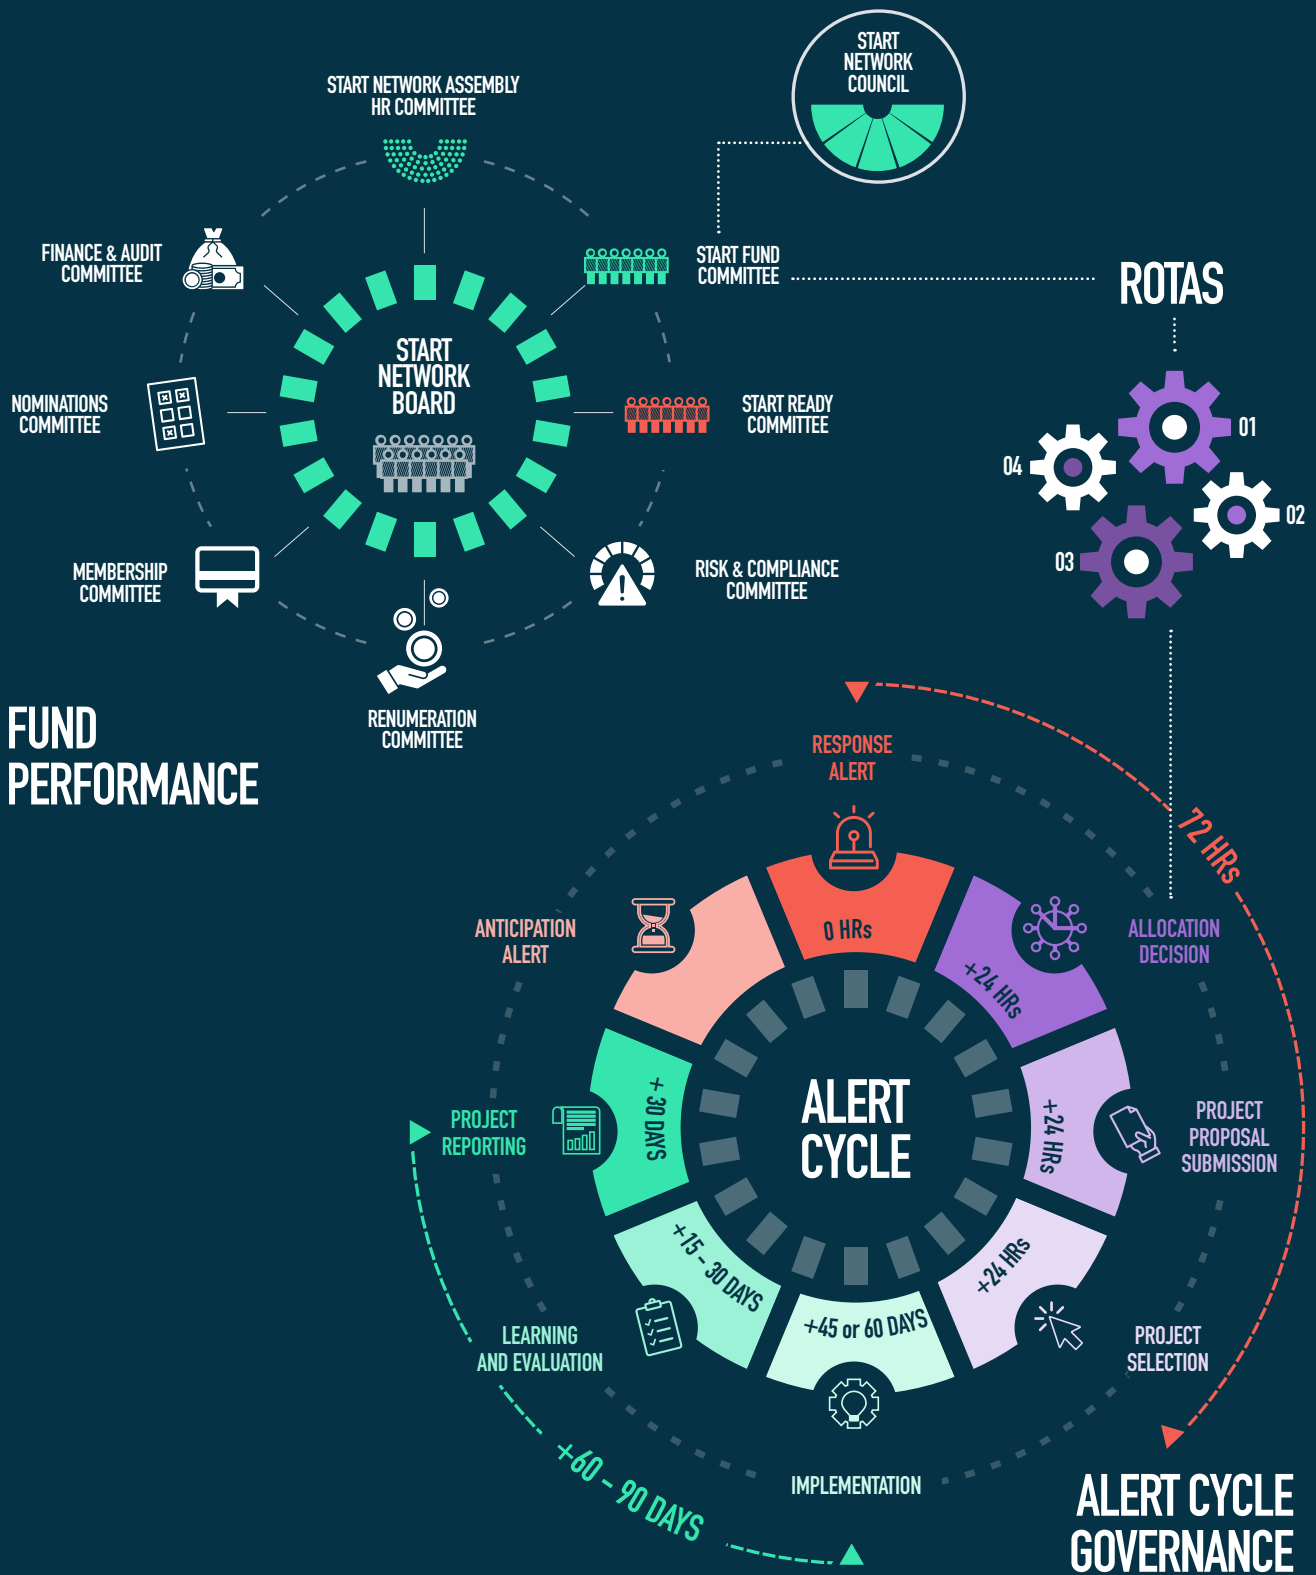 START
NETWORK
COUNCIL
START NETWORK ASSEMBLY
HR COMMITTEE
FINANCE & AUDIT
COMMITTEE
START FUND
COMMITTEE
ROTAS
START
NETWORK
BOARD
NOMINATIONS
COMMITTEE
START READY
COMMITTEE
01
04
02
03
MEMBERSHIP
COMMITTEE
RISK & COMPLIANCE
COMMITTEE
RENUMERATION
COMMITTEE
FUND
PERFORMANCE
RESPONSE
ALERT
72 HRs
0 HRs
ANTICIPATION
ALERT
ALLOCATION
DECISION
+24 HRs
ALERT
CYCLE
+ 30 DAYS
PROJECT
REPORTING
+24 HRs
PROJECT
PROPOSAL
SUBMISSION
+15 - 30 DAYS
+24 HRs
+45 or 60 DAYS
LEARNING
AND EVALUATION
PROJECT
SELECTION
+60 - 90 DAYS
IMPLEMENTATION
ALERT CYCLE
GOVERNANCE